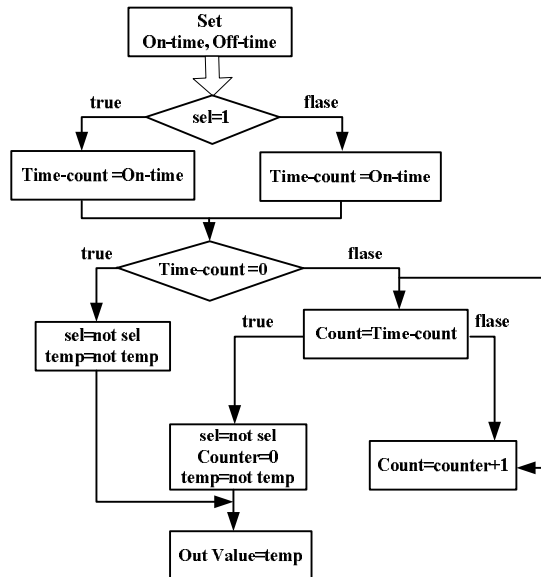 Set
On-time, Off-time
true
flase
sel=1
Time-count =On-time
Time-count =On-time
true
flase
Time-count =0
sel=not sel
temp=not temp
true
Count=Time-count
flase
sel=not sel
Counter=0
temp=not temp
Count=counter+1
Out Value=temp